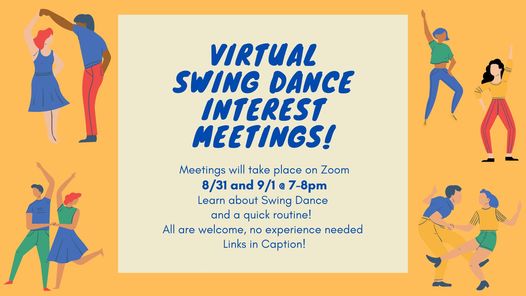 VIRTUAL
SWING DANCE
INTEREST
MEETINGS!
Meetings will take place on Zoom
8/31 and 9/1 @ 7-8pm
Learn about Swing Dance
and a quick routine!
All are welcome, no experience needed
Links in Caption!